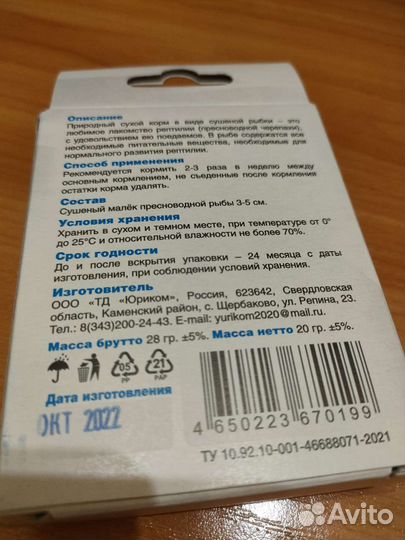 Описание
Природный сухой корм в виде сушеной рыбки – это
любимое лакомство рептилии (пресноводной черепахи),
с удовольствием ею поедаемое. В рыбе содержатся все
необходимые питательные вещества, необходимые для
нормального развития рептилии.
Способ применения
Рекомендуется кормить 2-3 раза в неделю между
основным кормлением, не съеденные после кормления
остатки корма удалять.
Состав
Сушеный малёк пресноводной рыбы 3-5 см.
Условия хранения
Хранить в сухом и темном месте, при температуре от 0°
до 25°С и относительной влажности не более 70%.
Срок годности
До и после вскрытия упаковки – 24 месяца с даты
изготовления, при соблюдении условий хранения.
Изготовитель
ООО «ТД «Юриком», Россия, 623642, Свердловская
область, Каменский район, с. Щербаково, ул. Репина, 23.
Тел.: 8(343)200-24-43. E-mail: yurikom2020@mail.ru.
Масса брутто 28 гр. ±5%. Масса нетто 20 гр. ±5%.
05 PP
21 PAP
Дата изготовления
ОКТ 2022
4 650223 670199
ТУ 10.92.10-001-46688071-2021
Avito